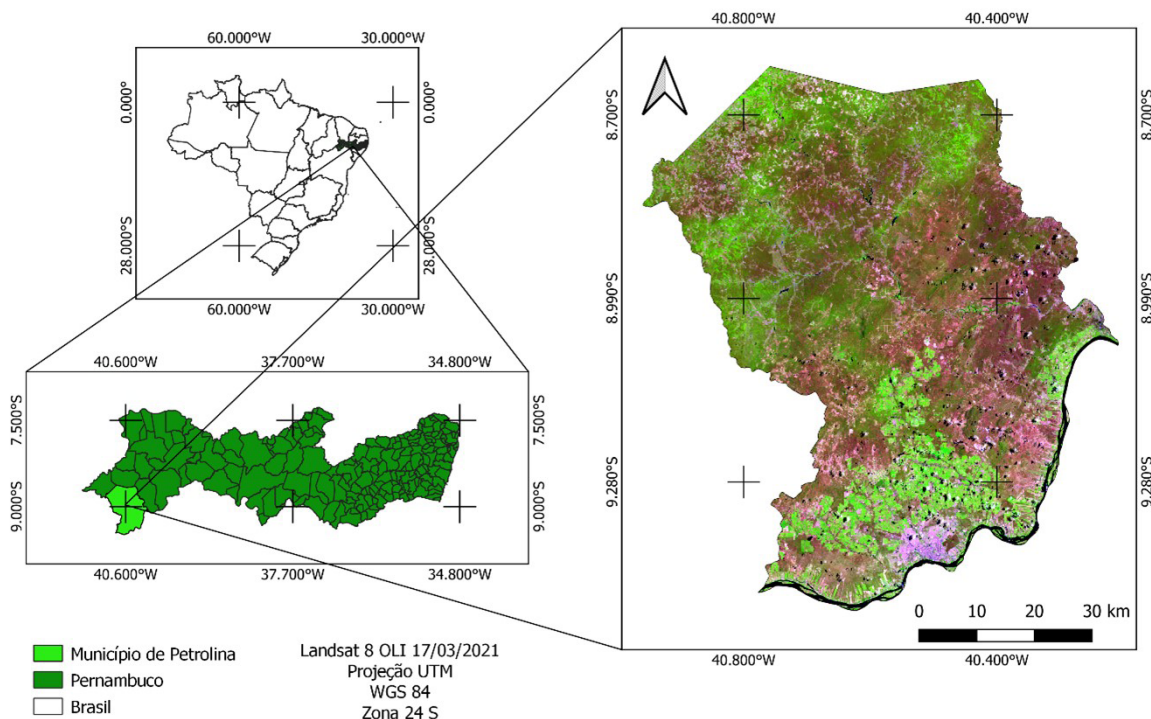 60.000°W 30.000°W
0.000° 0.000°
28.000°S 28.000°S
60.000°W 30.000°W
40.600°W 37.700°W 34.800°W
7.500°S 7.500°S
9.000°S 9.000°S
40.600°W 37.700°W 34.800°W
40.800°W 40.400°W
8.700°S 8.700°S
8.990°S 8.990°S
9.280°S 9.280°S
0 10 20 30 km
40.800°W 40.400°W
Município de Petrolina
Pernambuco
Brasil
Landsat 8 OLI 17/03/2021
Projeção UTM
WGS 84
Zona 24 S